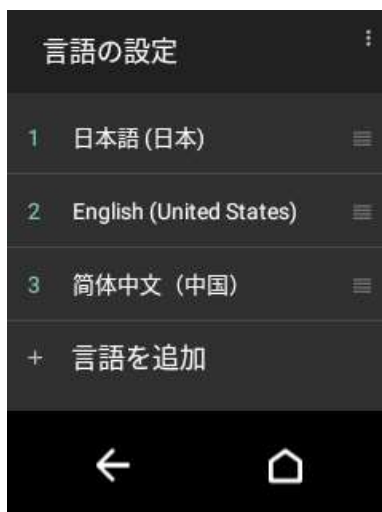 言語の設定
1 日本語 (日本)
2 English (United States)
3 简体中文（中国）
+ 言語を追加